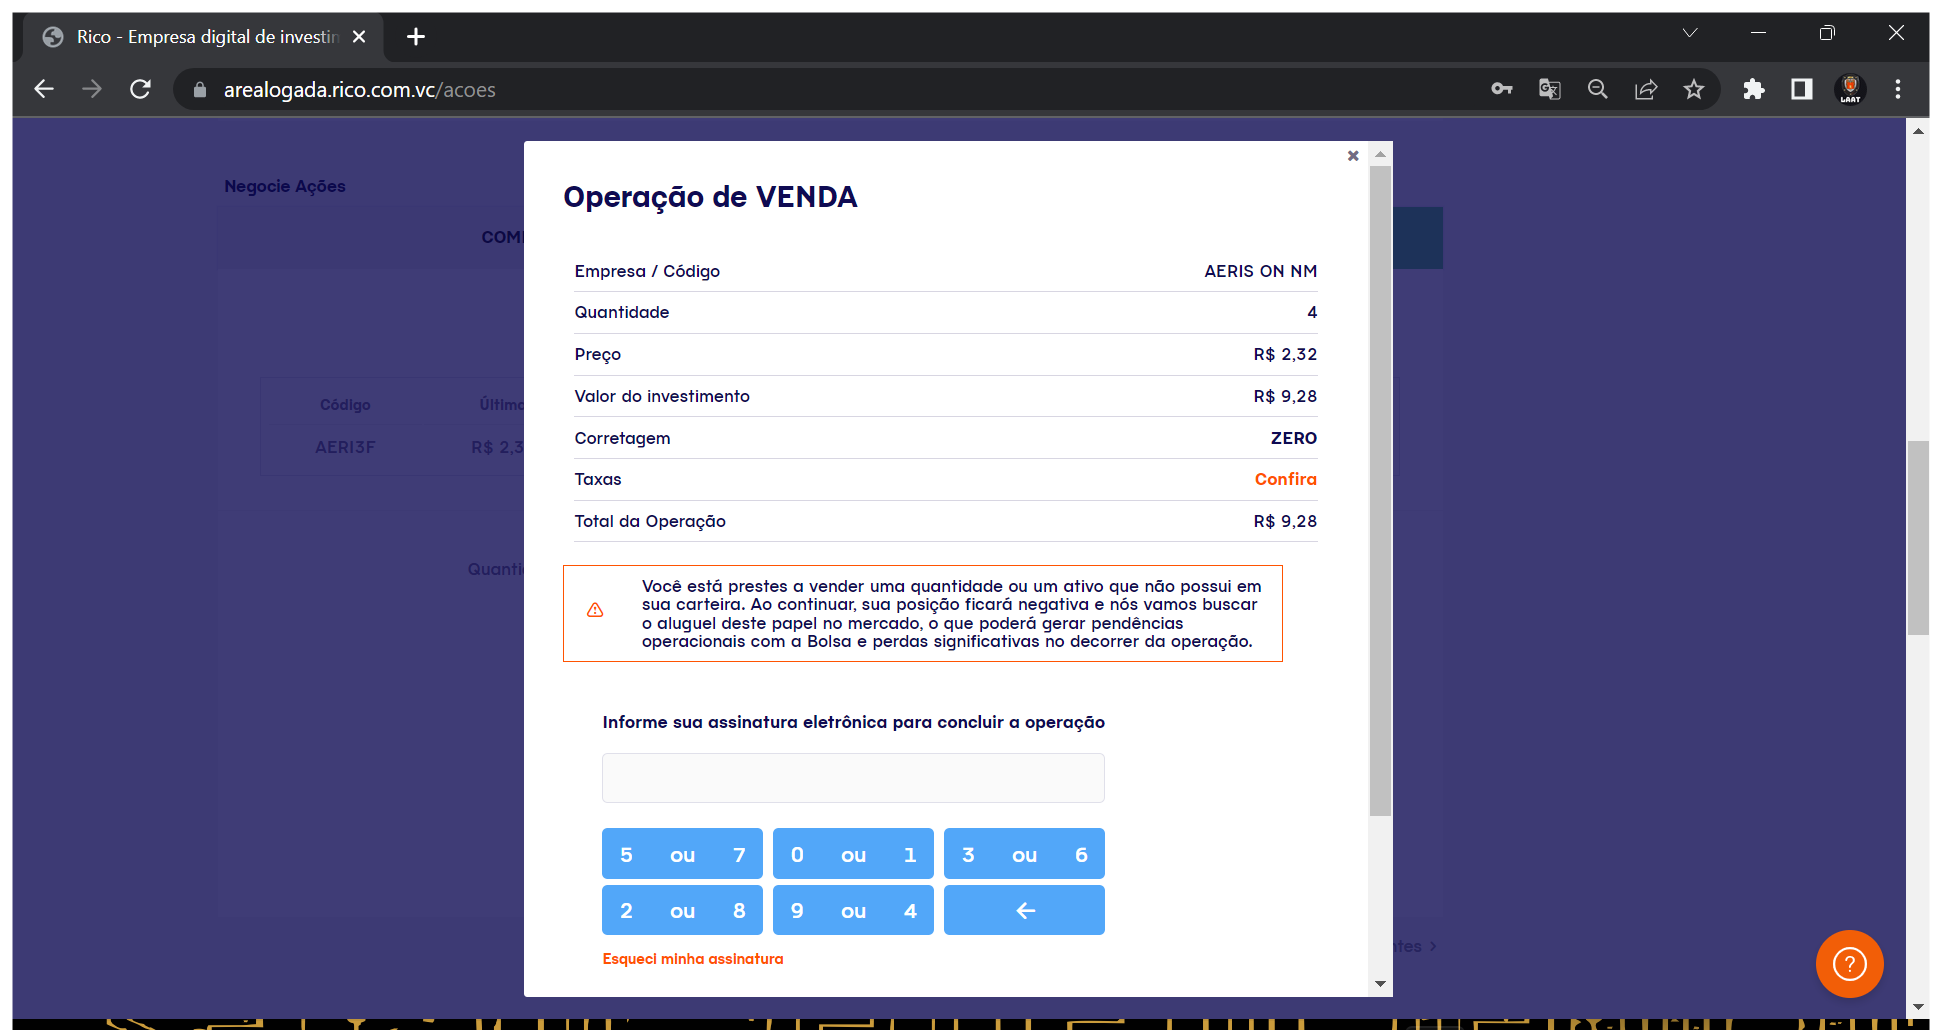 Rico - Empresa digital de investin
arealogada.rico.com.vc/acoes
LAAT
Negocie Ações
COM
Operação de VENDA
Empresa / Código AERIS ON NM
Quantidade 4
Preço R$ 2,32
Valor do investimento R$ 9,28
Corretagem ZERO
Taxas Confira
Total da Operação R$ 9,28
Código Último
AERI3F R$ 2,3
Quanti
Você está prestes a vender uma quantidade ou um ativo que não possui em
sua carteira. Ao continuar, sua posição ficará negativa e nós vamos buscar
o aluguel deste papel no mercado, o que poderá gerar pendências
operacionais com a Bolsa e perdas significativas no decorrer da operação.
Informe sua assinatura eletrônica para concluir a operação
5 ou 7 0 ou 1 3 ou 6
2 ou 8 9 ou 4
Esqueci minha assinatura
ntes >
?